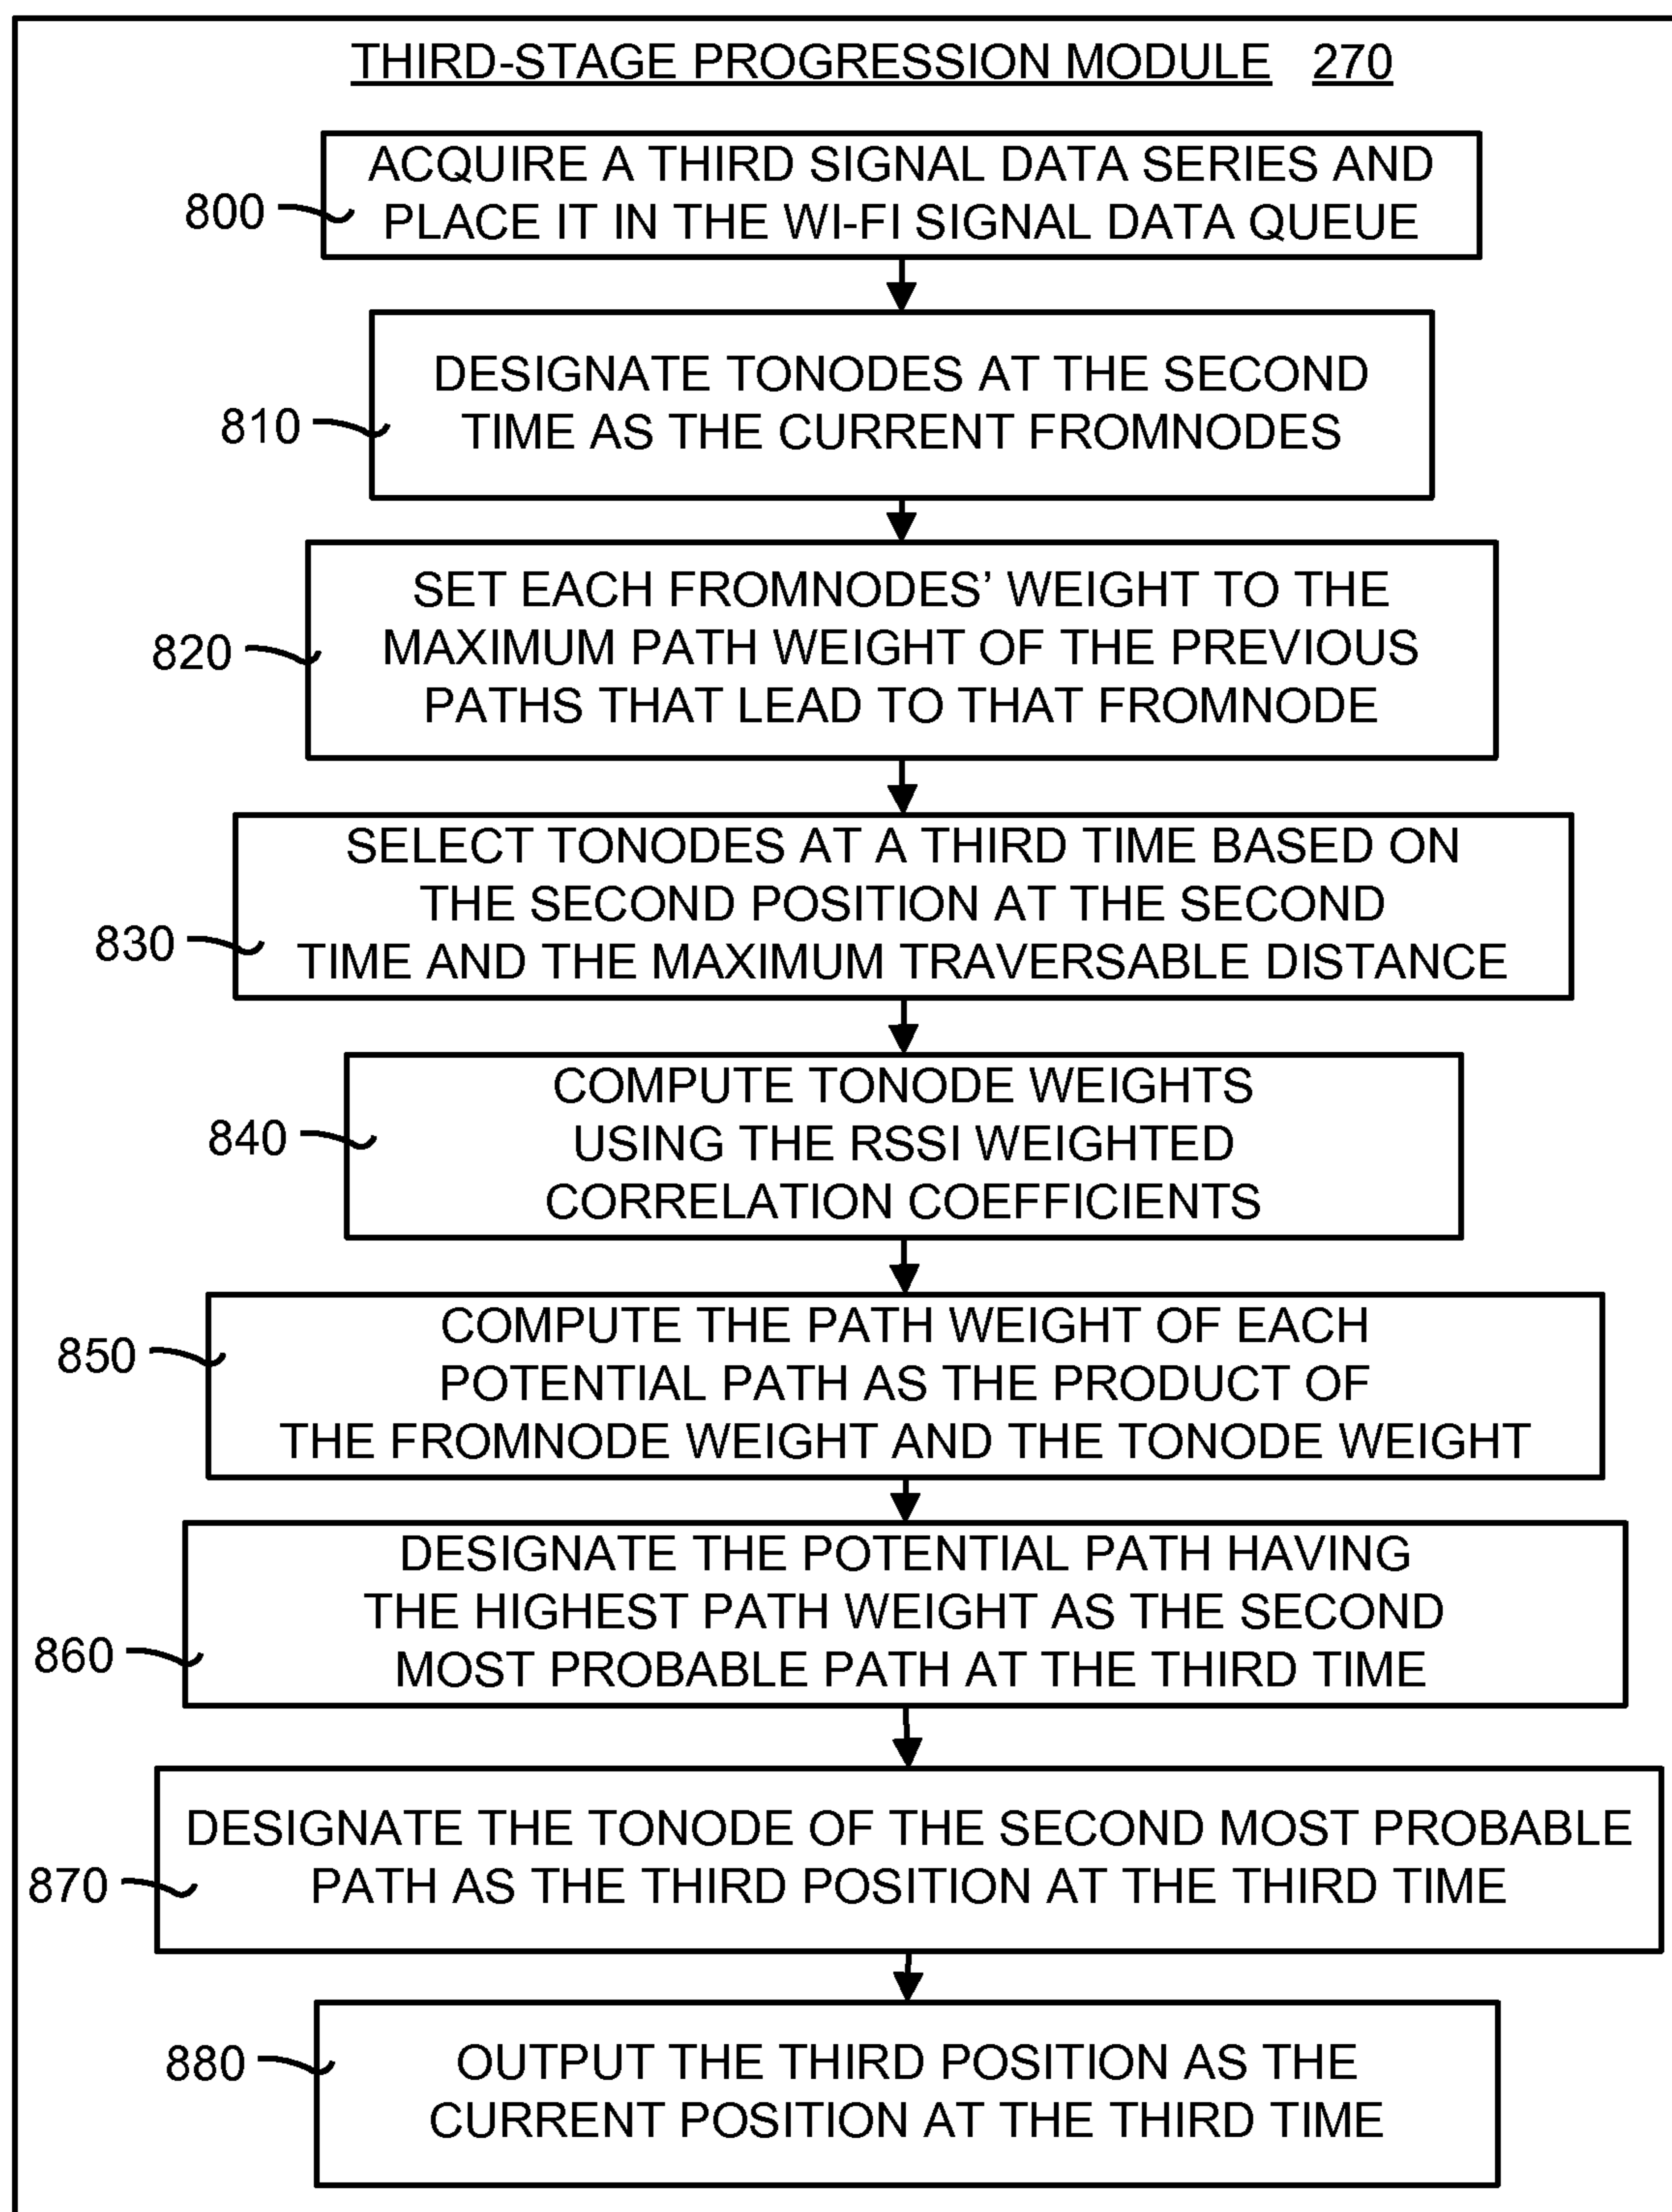 THIRD-STAGE PROGRESSION MODULE 270
ACQUIRE A THIRD SIGNAL DATA SERIES AND
PLACE IT IN THE WI-FI SIGNAL DATA QUEUE
800
DESIGNATE TONODES AT THE SECOND
TIME AS THE CURRENT FROMNODES
810
SET EACH FROMNODES’ WEIGHT TO THE
MAXIMUM PATH WEIGHT OF THE PREVIOUS
PATHS THAT LEAD TO THAT FROMNODE
820
SELECT TONODES AT A THIRD TIME BASED ON
THE SECOND POSITION AT THE SECOND
TIME AND THE MAXIMUM TRAVERSABLE DISTANCE
830
COMPUTE TONODE WEIGHTS
USING THE RSSI WEIGHTED
CORRELATION COEFFICIENTS
840
COMPUTE THE PATH WEIGHT OF EACH
POTENTIAL PATH AS THE PRODUCT OF
THE FROMNODE WEIGHT AND THE TONODE WEIGHT
850
DESIGNATE THE POTENTIAL PATH HAVING
THE HIGHEST PATH WEIGHT AS THE SECOND
MOST PROBABLE PATH AT THE THIRD TIME
860
DESIGNATE THE TONODE OF THE SECOND MOST PROBABLE
PATH AS THE THIRD POSITION AT THE THIRD TIME
870
OUTPUT THE THIRD POSITION AS THE
CURRENT POSITION AT THE THIRD TIME
880